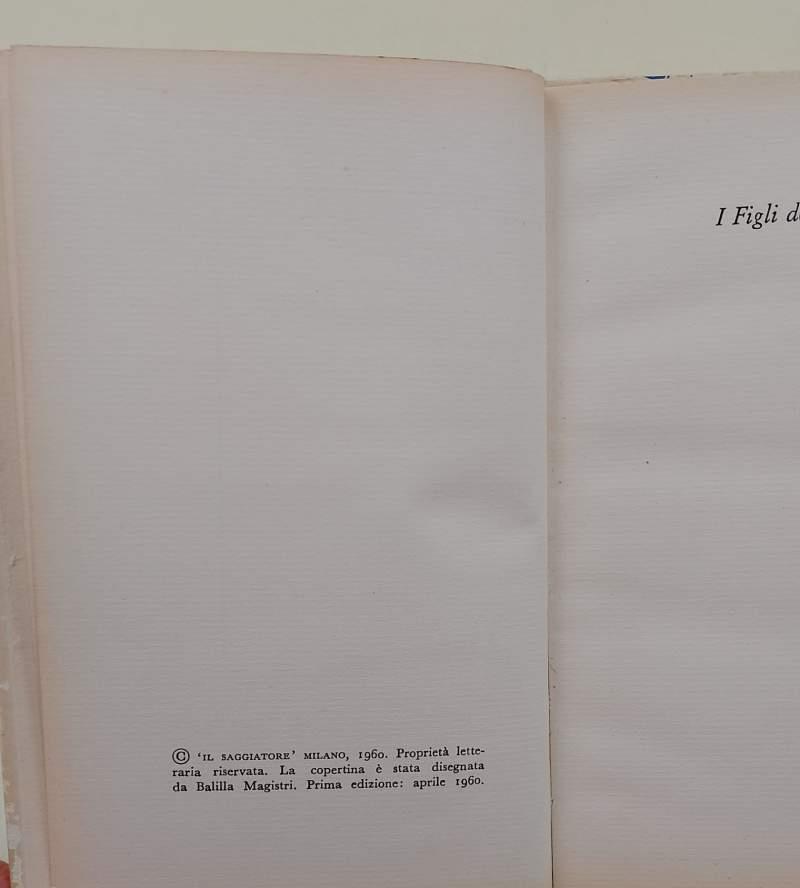 © 'IL SAGGIATORE' MILANO, 1960. Proprietà lette-
raria riservata. La copertina è stata disegnata
da Balilla Magistri. Prima edizione: aprile 1960.
I Figli